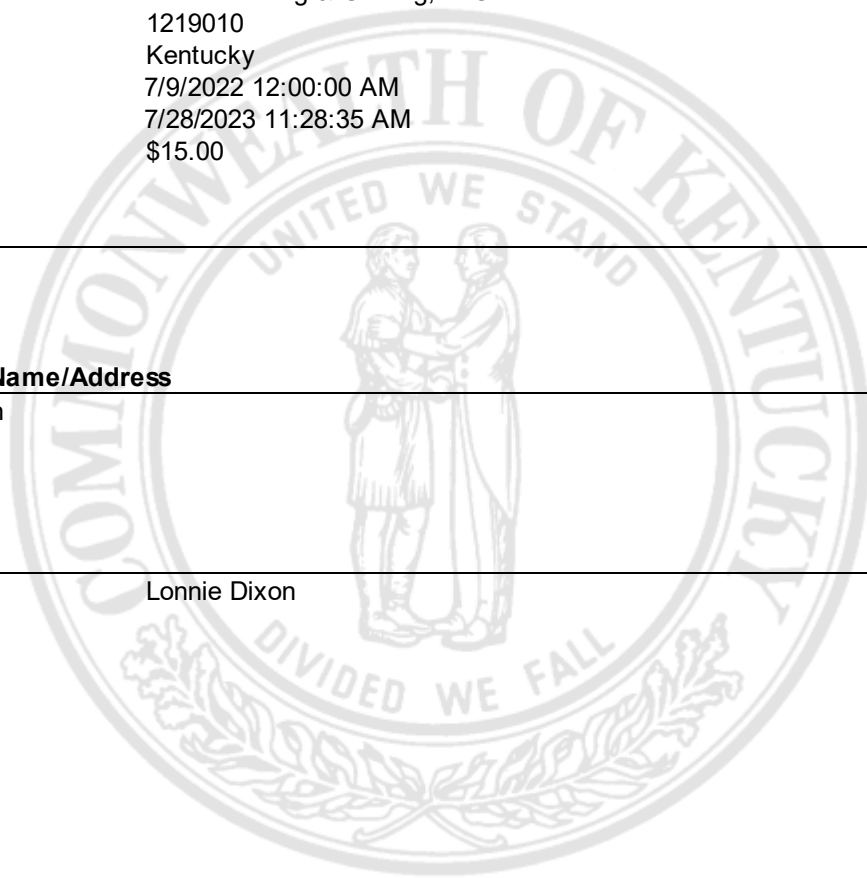 1219010
Kentucky
7/9/2022 12:00:00 AM
7/28/2023 11:28:35 AM
$15.00
COMMONWEALTH OF KENTUCKY
UNITED WE STAND
Name/Address
Lonnie Dixon
DIVIDED WE FALL